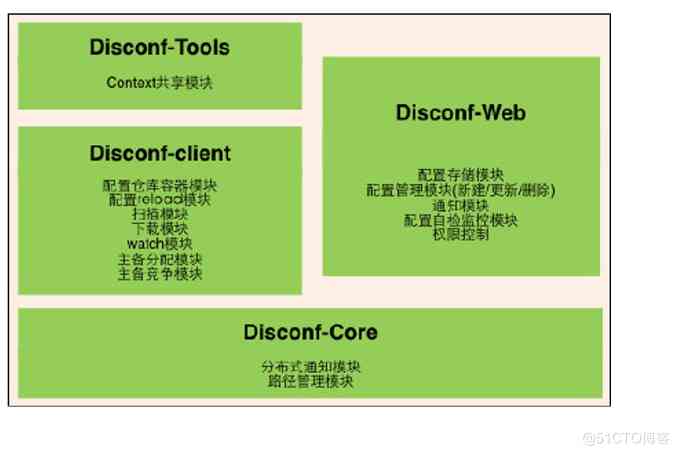 Disconf-Tools
Context共享模块
Disconf-client
配置仓库容器模块
配置reload模块
扫描模块
下载模块
watch模块
主备分配模块
主备竞争模块
Disconf-Web
配置存储模块
配置管理模块(新建/更新/删除)
通知模块
配置自检监控模块
权限控制
Disconf-Core
分布式通知模块
路径管理模块
@51CTO博客